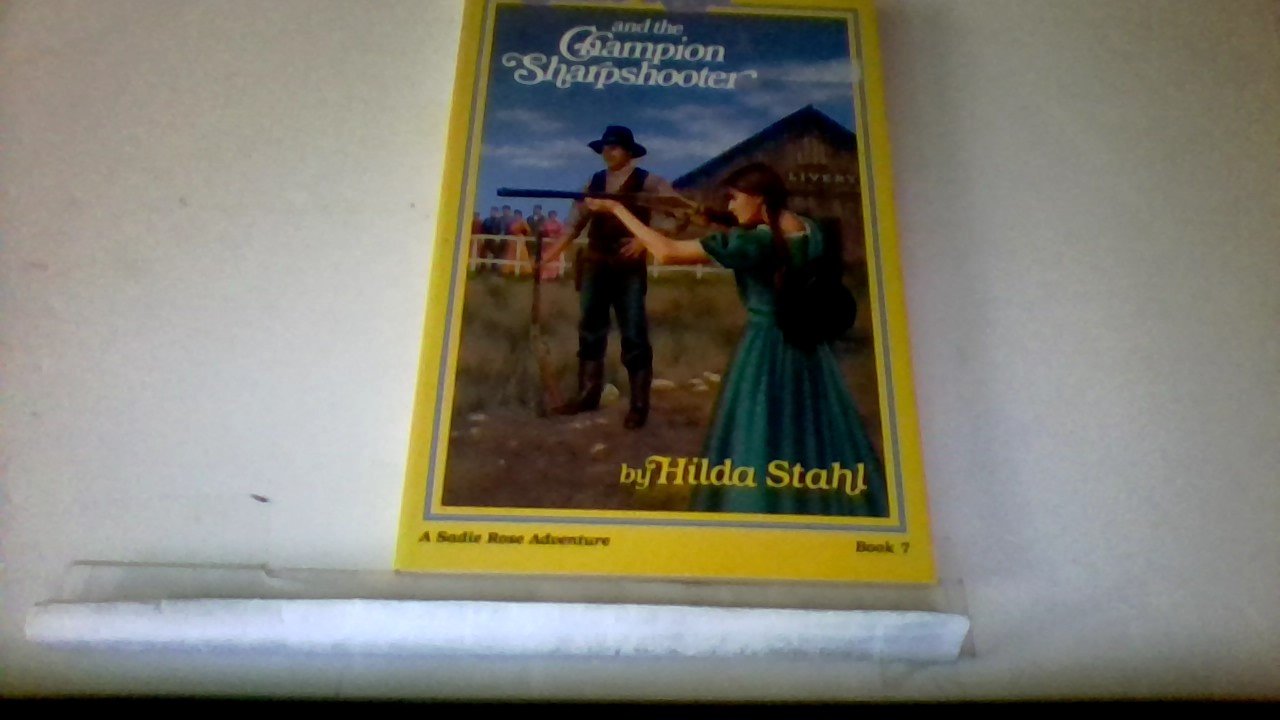 and the
Champion
Sharpshooter
LIVERY
by Hilda Stahl
A Sadie Rose Adventure
Book 7